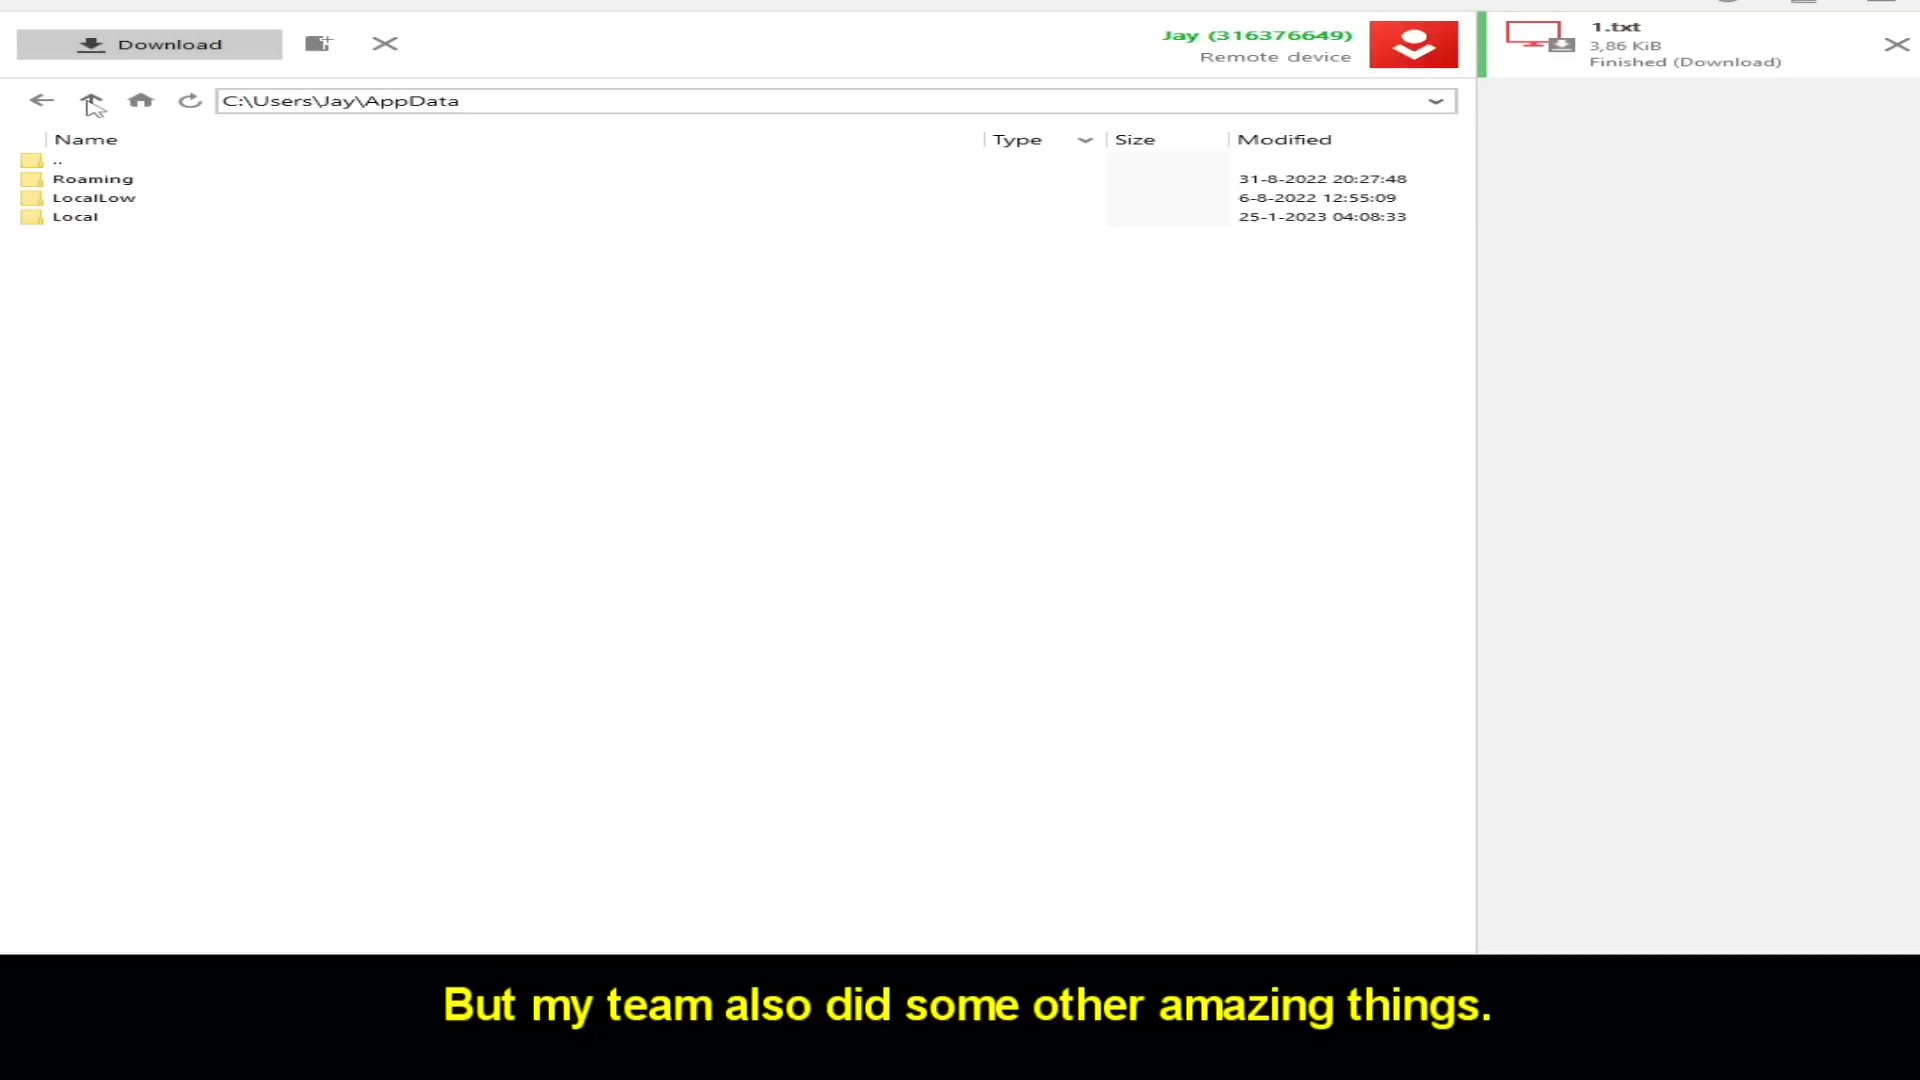 Download
Jay (316376649)
Remote device
1.txt
3,86 KiB
Finished (Download)
C:\Users\Jay\AppData
Name Type Size Modified
..
Roaming 31-8-2022 20:27:48
LocalLow 6-8-2022 12:55:09
Local 25-1-2023 04:08:33
But my team also did some other amazing things.